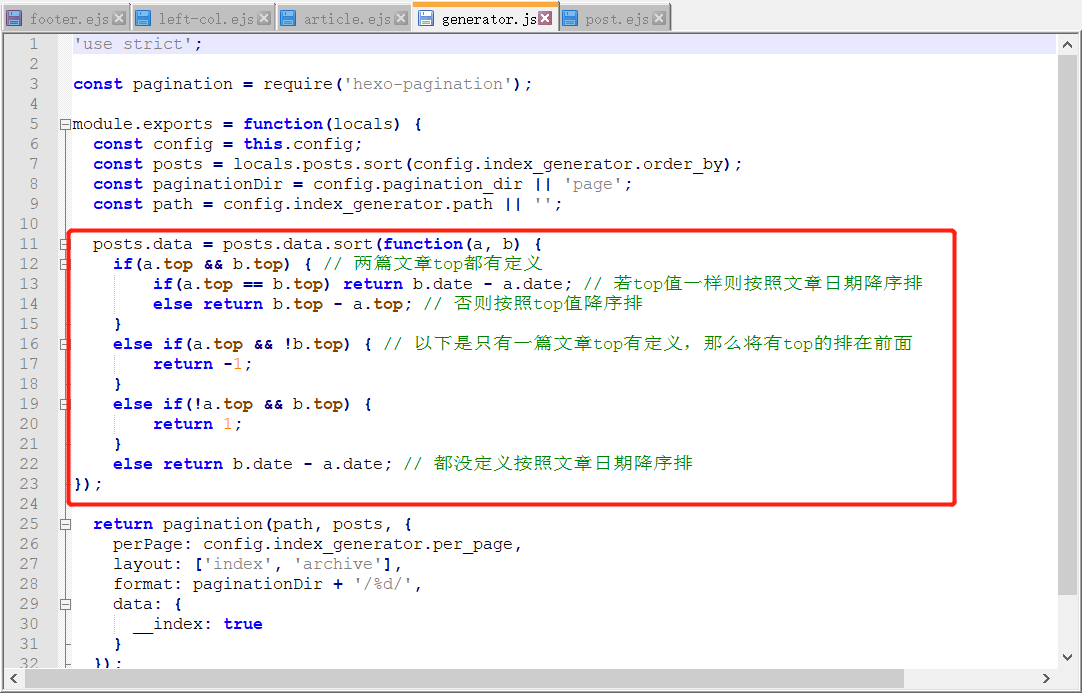 footer.ejs left-col.ejs article.ejs generator.js post.ejs
1 'use strict';
2
3 const pagination = require('hexo-pagination');
4
5 module.exports = function(locals) {
6 const config = this.config;
7 const posts = locals.posts.sort(config.index_generator.order_by);
8 const paginationDir = config.pagination_dir || 'page';
9 const path = config.index_generator.path || '';
10
11 posts.data = posts.data.sort(function(a, b) {
12 if(a.top && b.top) { // 两篇文章top都有定义
13 if(a.top == b.top) return b.date - a.date; // 若top值一样则按照文章日期降序排
14 else return b.top - a.top; // 否则按照top值降序排
15 }
16 else if(a.top && !b.top) { // 以下是只有一篇文章top有定义，那么将有top的排在前面
17 return -1;
18 }
19 else if(!a.top && b.top) {
20 return 1;
21 }
22 else return b.date - a.date; // 都没定义按照文章日期降序排
23 });
24
25 return pagination(path, posts, {
26 perPage: config.index_generator.per_page,
27 layout: ['index', 'archive'],
28 format: paginationDir + '/%d/',
29 data: {
30 __index: true
31 }
32 });